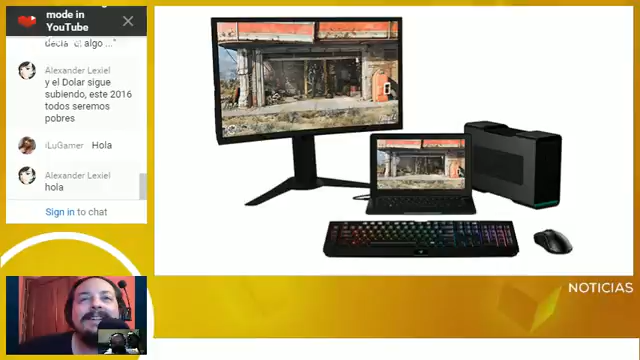 mode in
YouTube
Alexander Lexiel
y el Dolar sigue
subiendo, este 2016
todos seremos
pobres
iLuGamer Hola
Alexander Lexiel
hola
Sign in to chat
NOTICIAS